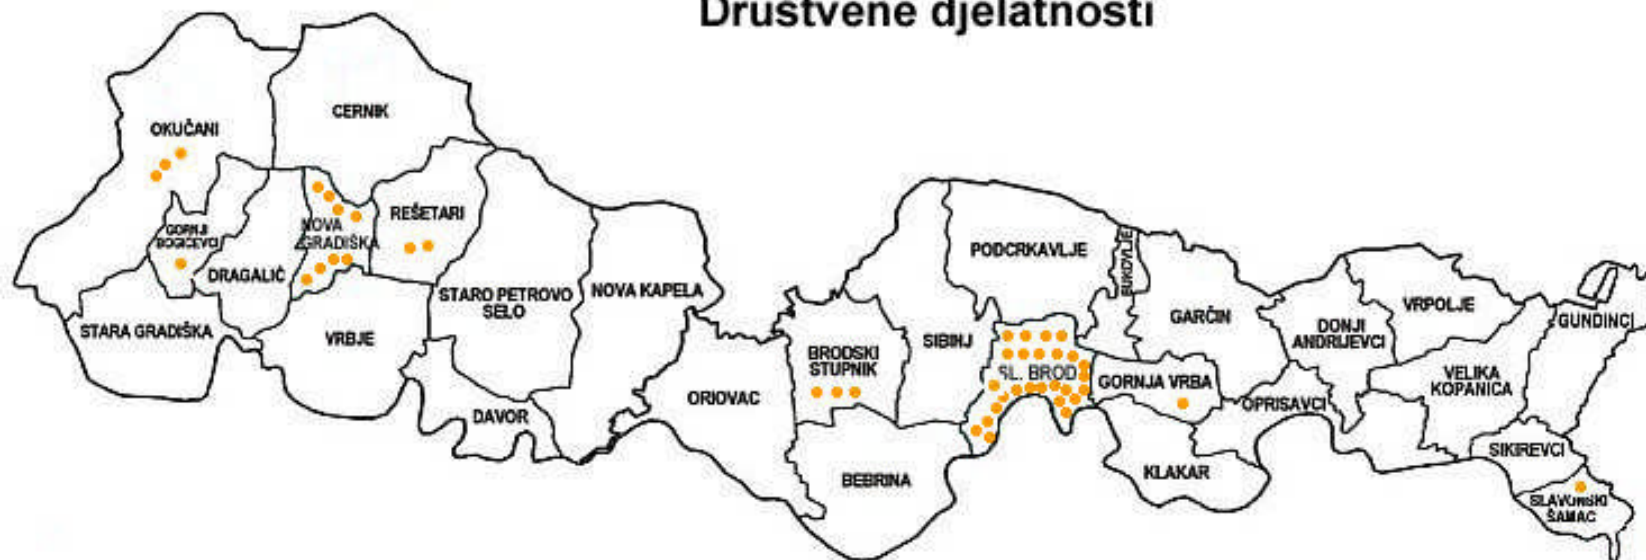 Društvene djelatnosti
CERNIK
OKUČANI
REŠETARI
NOVA
GRADIŠKA
GORNJI
BOGIĆEVCI
DRAGALIĆ
STARA GRADIŠKA
VRBJE
STARO PETROVO
SELO
NOVA KAPELA
DAVOR
ORIOVAC
BRODSKI
STUPNIK
SIBINJ
BEBRINA
PODCRKAVLJE
BUKOVLJE
SL. BROD
GARČIN
GORNJA VRBA
KLAKAR
OPRISAVCI
DONJI
ANDRIJEVCI
VRPOLJE
VELIKA
KOPANICA
GUNDINCI
SIKIREVCI
SLAVONSKI
ŠAMAC